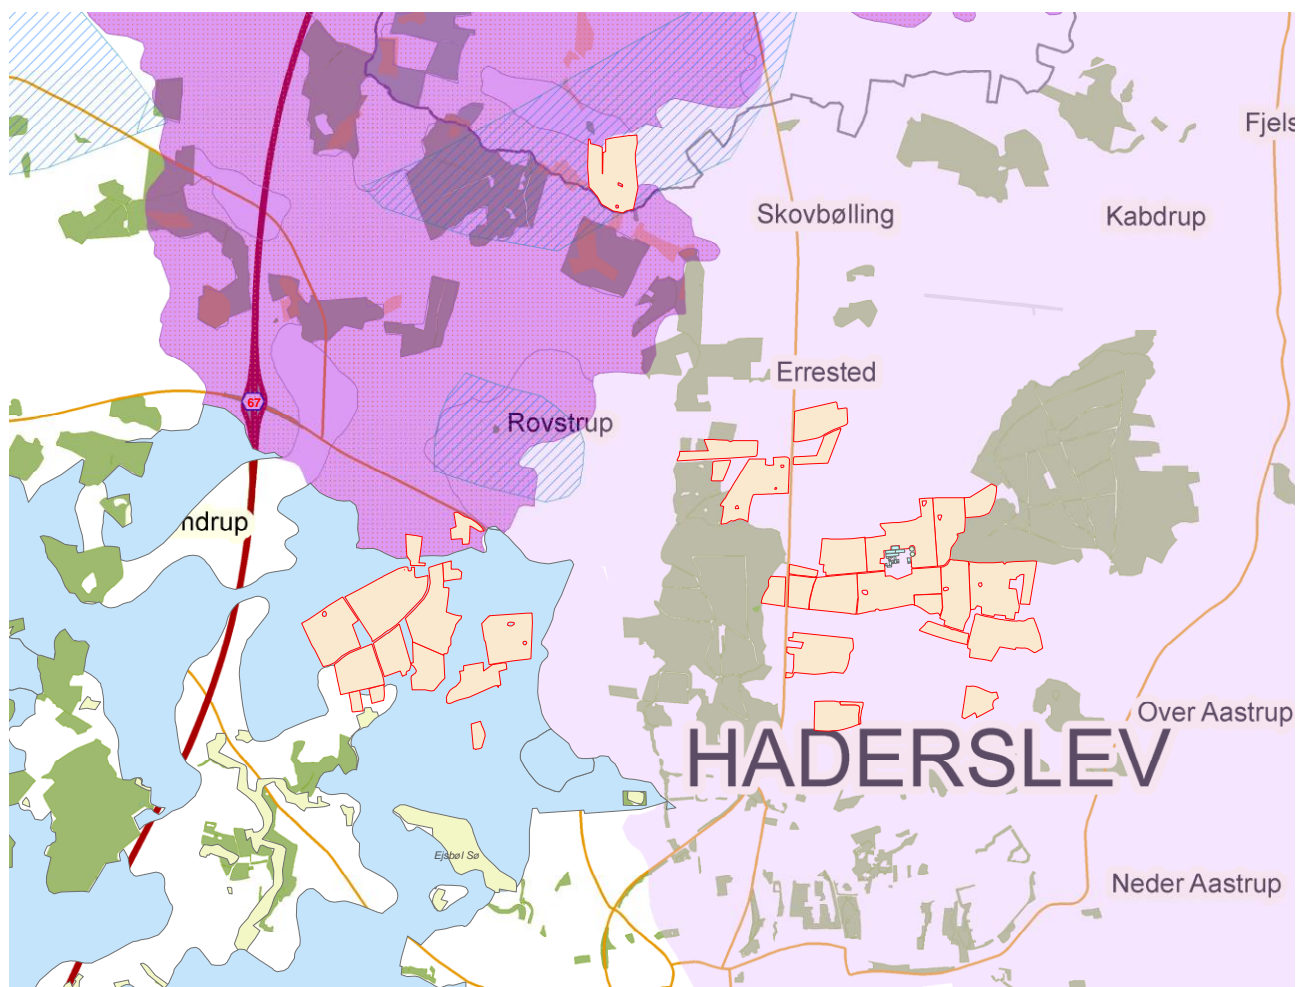 Fjels
Skovbølling
Kabdrup
Errested
67
Rovstrup
ndrup
Over Aastrup
HADERSLEV
Ejsbøl Sø
Neder Aastrup